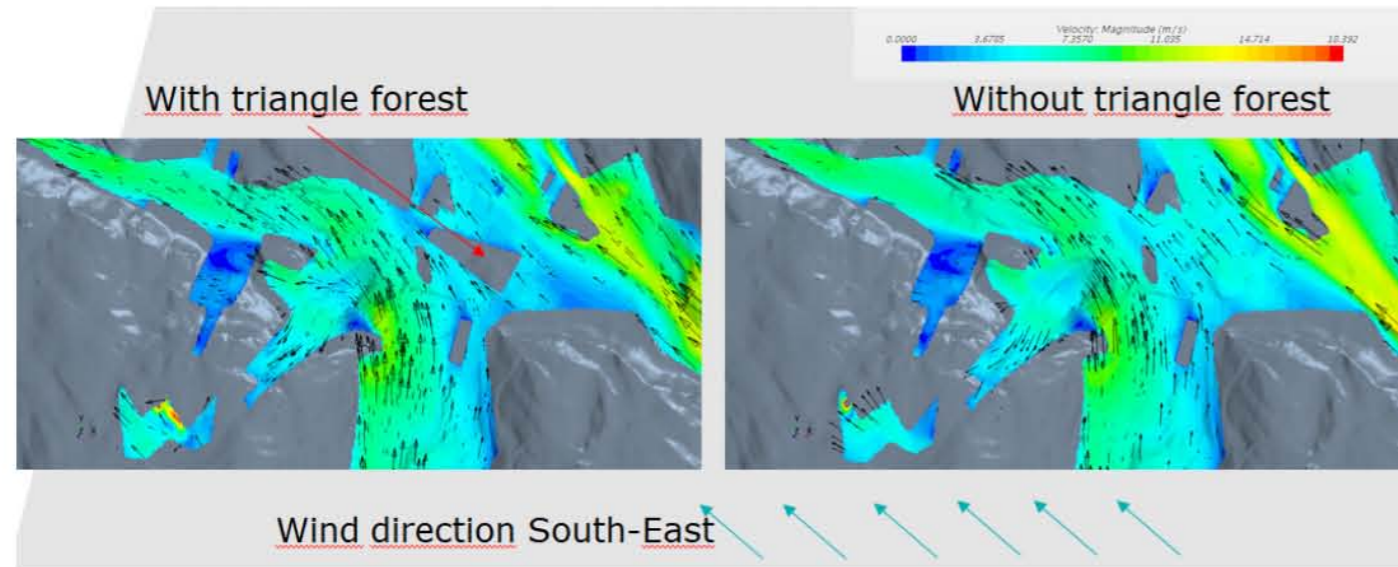 Velocity: Magnitude (m/s)
0.0000 3.6785 7.3570 11.035 14.714 18.392
With triangle forest
Without triangle forest
Wind direction South-East